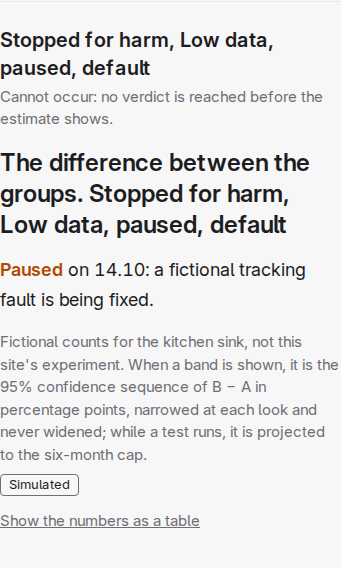 Stopped for harm, Low data,
paused, default
Cannot occur: no verdict is reached before the
estimate shows.
The difference between the
groups. Stopped for harm,
Low data, paused, default
Paused on 14.10: a fictional tracking
fault is being fixed.
Fictional counts for the kitchen sink, not this
site's experiment. When a band is shown, it is the
95% confidence sequence of B − A in
percentage points, narrowed at each look and
never widened; while a test runs, it is projected
to the six-month cap.
Simulated
Show the numbers as a table